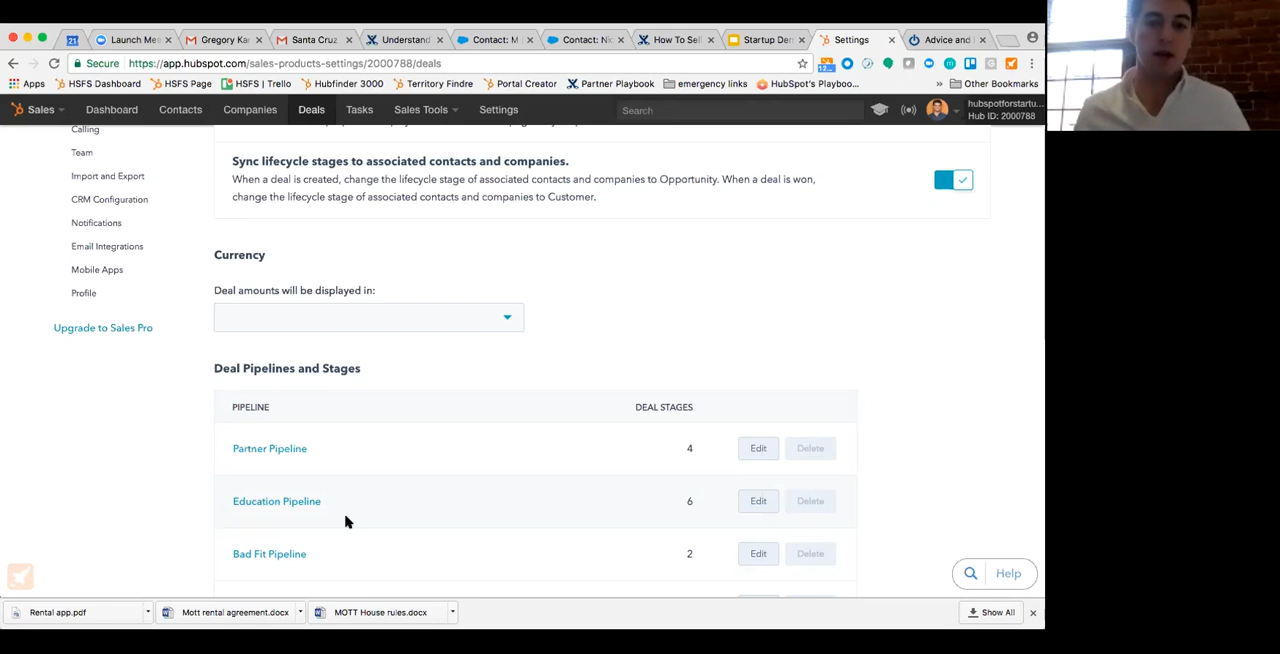 21 Launch Me Gregory Ka Santa Cruz Understand Contact: M Contact: Nic How To Sel Startup Dem Settings Advice and
Secure https://app.hubspot.com/sales-products-settings/2000788/deals
Apps HSFS Dashboard HSFS Page HSFS | Trello Hubfinder 3000 Territory Findre Portal Creator Partner Playbook emergency links HubSpot's Playboo... » Other Bookmarks
Sales Dashboard Contacts Companies Deals Tasks Sales Tools Settings Search hubspotforstartu...
Hub ID: 2000788
Calling
Team
Import and Export
CRM Configuration
Notifications
Email Integrations
Mobile Apps
Profile
Upgrade to Sales Pro
Sync lifecycle stages to associated contacts and companies.
When a deal is created, change the lifecycle stage of associated contacts and companies to Opportunity. When a deal is won,
change the lifecycle stage of associated contacts and companies to Customer.
Currency
Deal amounts will be displayed in:
Deal Pipelines and Stages
PIPELINE DEAL STAGES
Partner Pipeline 4 Edit Delete
Education Pipeline 6 Edit Delete
Bad Fit Pipeline 2 Edit Delete
Help
Rental app.pdf Mott rental agreement.docx MOTT House rules.docx Show All